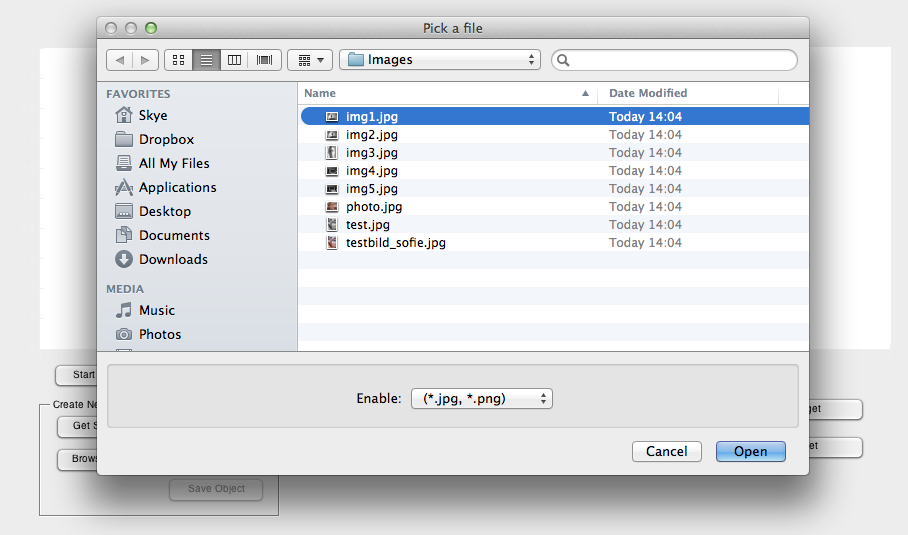 Pick a file
Images
FAVORITES
Skye
Dropbox
All My Files
Applications
Desktop
Documents
Downloads
MEDIA
Music
Photos
Name Date Modified
img1.jpg Today 14:04
img2.jpg Today 14:04
img3.jpg Today 14:04
img4.jpg Today 14:04
img5.jpg Today 14:04
photo.jpg Today 14:04
test.jpg Today 14:04
testbild_sofie.jpg Today 14:04
Enable: (*.jpg, *.png)
Cancel Open
Start
Create Ne
Get S
Brows
Save Object